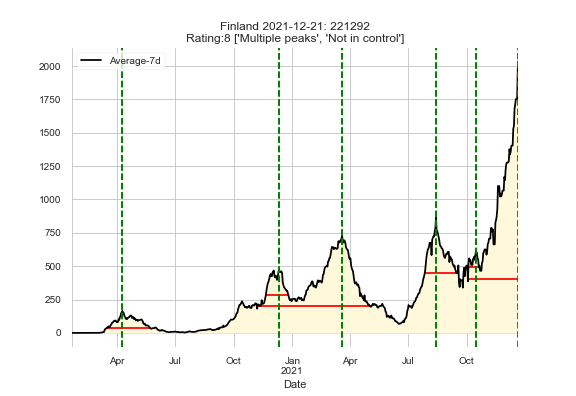 Finland 2021-12-21: 221292
Rating:8 ['Multiple peaks', 'Not in control']
Average-7d
2000
1750
1500
1250
1000
750
500
250
0
Apr
Jul
Oct
Jan
2021
Apr
Jul
Oct
Date